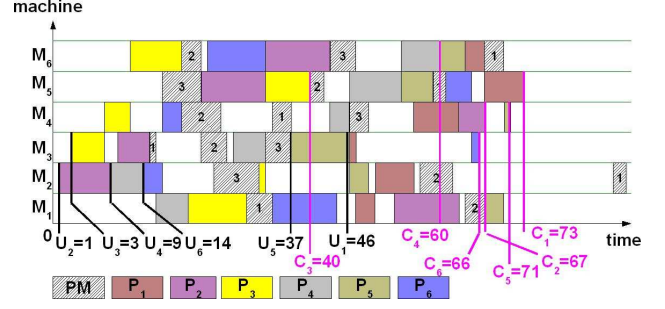 machine
M₆ 2 3 1
M₅ 3 2 1
M₄ 2 1 3
M₃ 1 2 3
M₂ 3 2 1
M₁ 1 2
0 U₂=1 U₃=3 U₄=9 U₆=14 U₅=37 U₁=46 C₄=60 C₁=73 time
C₃=40 C₆=66 C₅=71 C₂=67
PM P₁ P₂ P₃ P₄ P₅ P₆